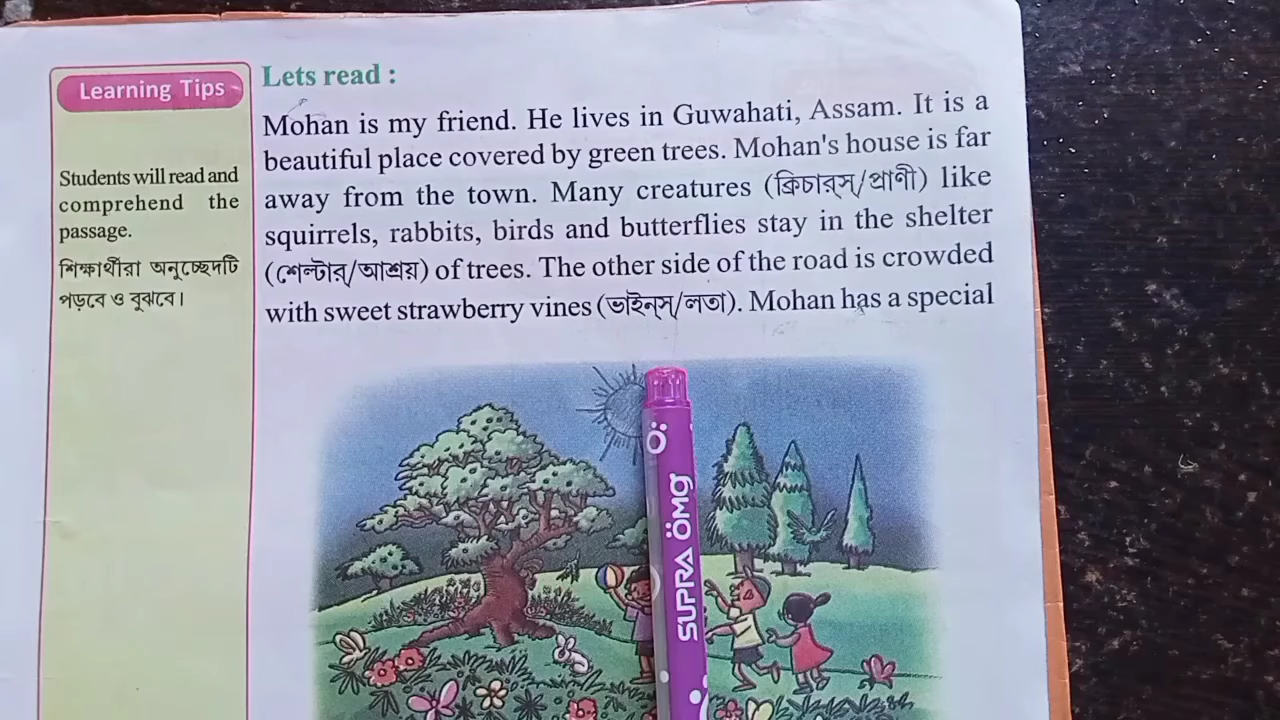 Learning Tips
Students will read and
comprehend the
passage.
শিক্ষার্থীরা অনুচ্ছেদটি
পড়বে ও বুঝবে।
Lets read :
Mohan is my friend. He lives in Guwahati, Assam. It is a
beautiful place covered by green trees. Mohan's house is far
away from the town. Many creatures (ক্রিচার্‌স্/প্রাণী) like
squirrels, rabbits, birds and butterflies stay in the shelter
(শেল্টার্/আশ্রয়) of trees. The other side of the road is crowded
with sweet strawberry vines (ভাইন্‌স্/লতা). Mohan has a special
SUPRA ÖMG Ö: